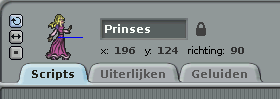 Prinses
x: 196 y: 124 richting: 90
Scripts Uiterlijken Geluiden